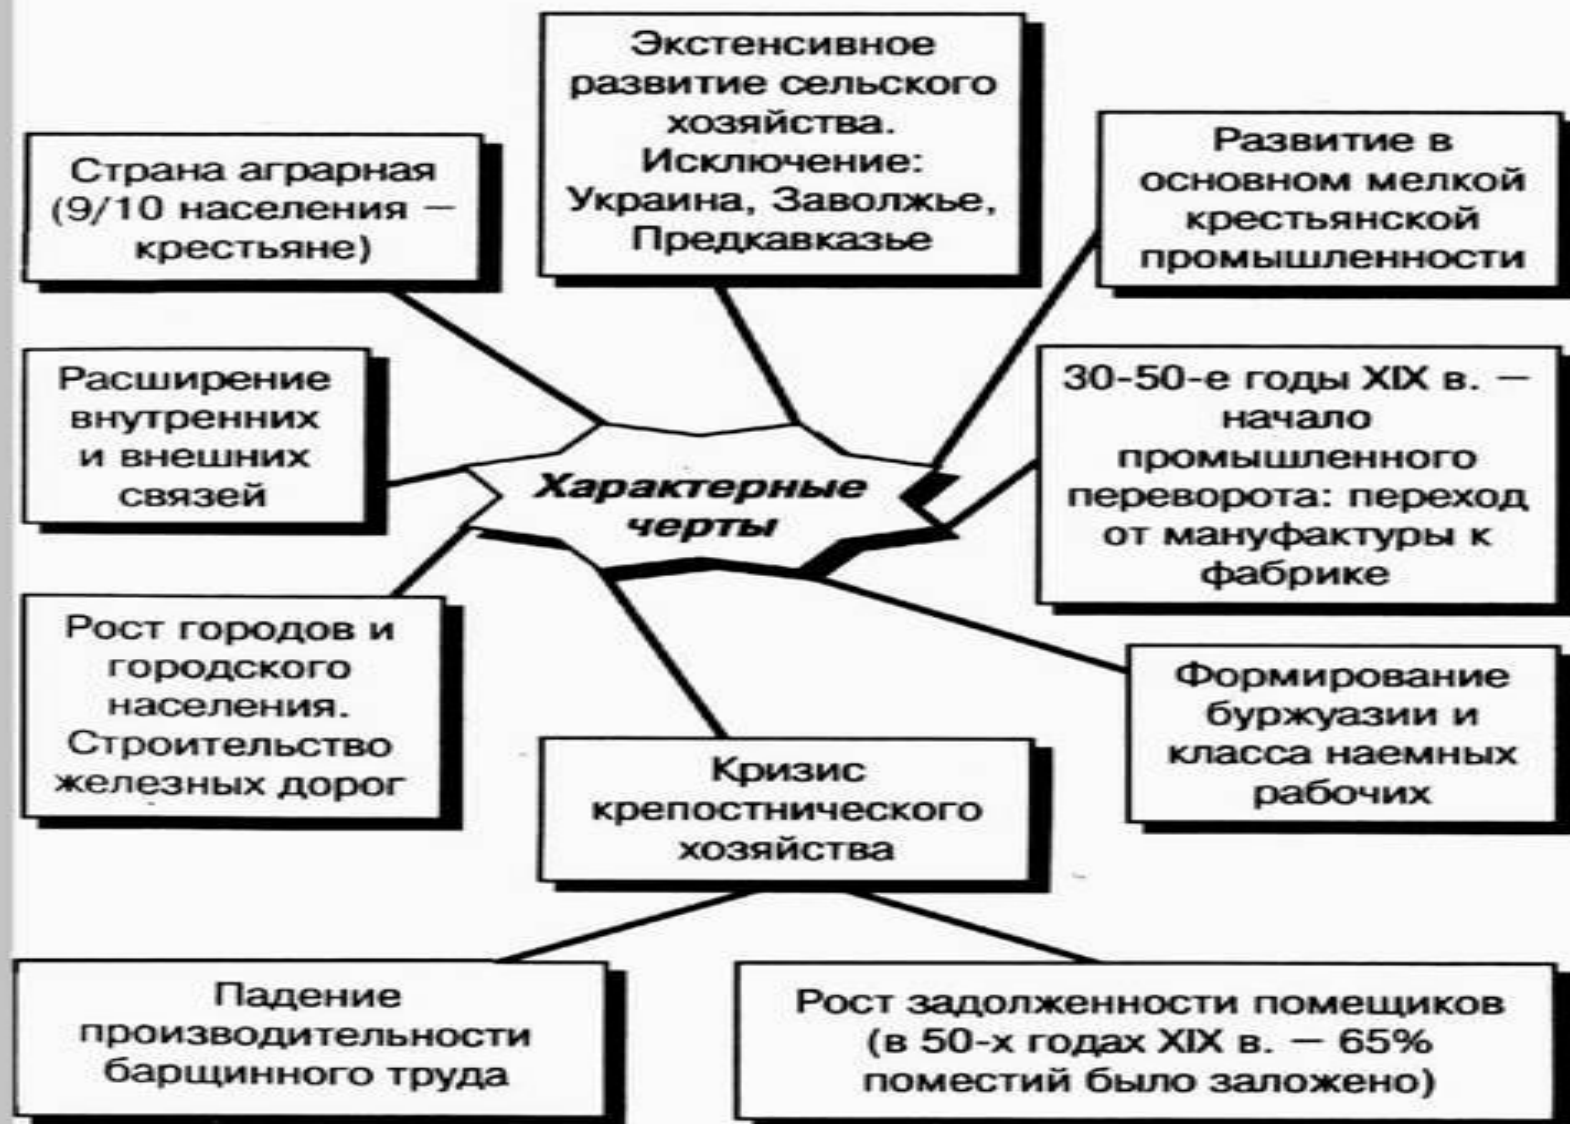 Экстенсивное
развитие сельского
хозяйства.
Исключение:
Украина, Заволжье,
Предкавказье
Страна аграрная
(9/10 населения —
крестьяне)
Развитие в
основном мелкой
крестьянской
промышленности
Расширение
внутренних
и внешних
связей
30-50-е годы XIX в. —
начало
промышленного
переворота: переход
от мануфактуры к
фабрике
Характерные
черты
Рост городов и
городского
населения.
Строительство
железных дорог
Формирование
буржуазии и
класса наемных
рабочих
Кризис
крепостнического
хозяйства
Падение
производительности
барщинного труда
Рост задолженности помещиков
(в 50-х годах XIX в. — 65%
поместий было заложено)